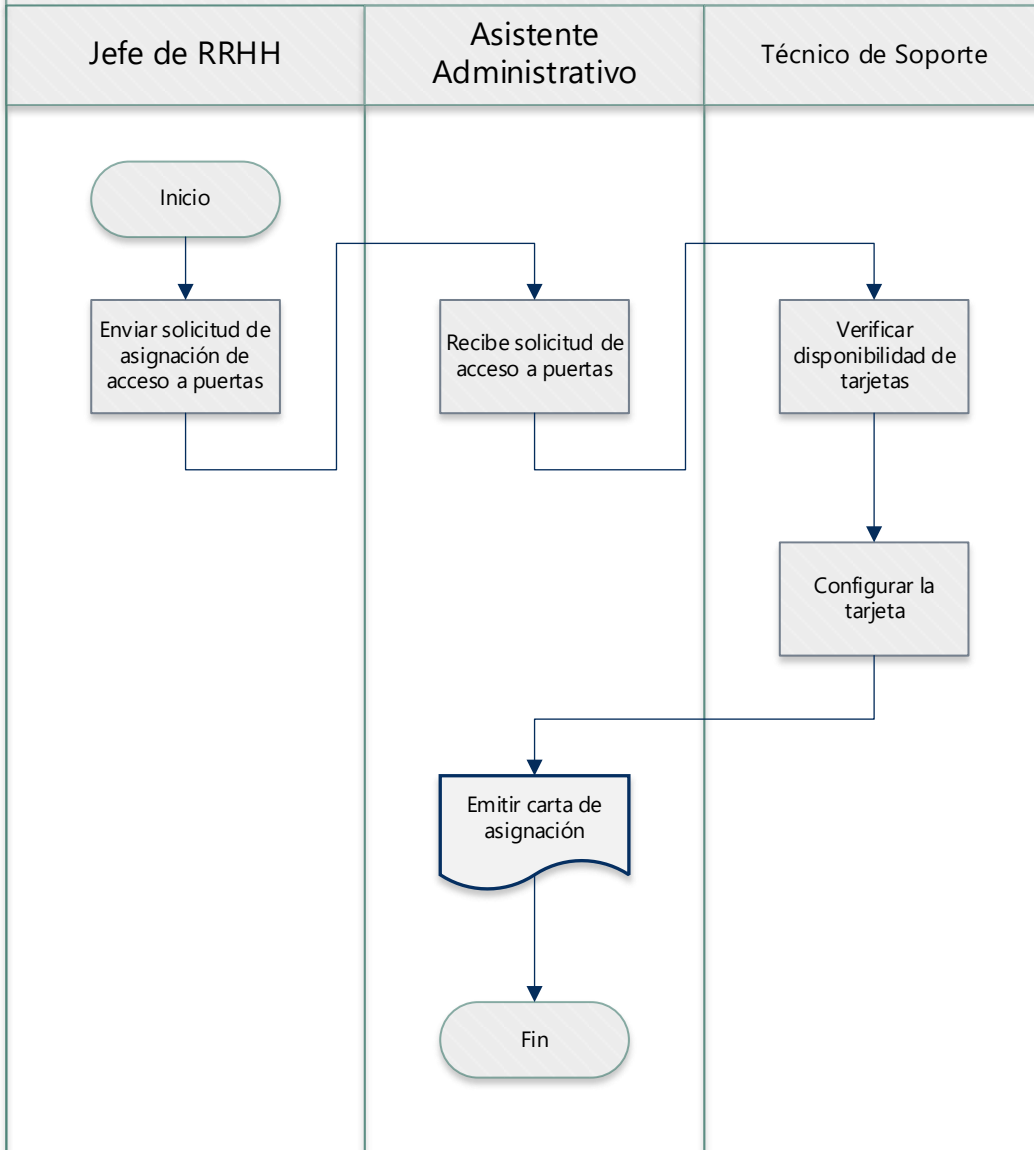 Jefe de RRHH
Asistente
Administrativo
Técnico de Soporte
Inicio
Enviar solicitud de
asignación de
acceso a puertas
Recibe solicitud de
acceso a puertas
Verificar
disponibilidad de
tarjetas
Configurar la
tarjeta
Emitir carta de
asignación
Fin